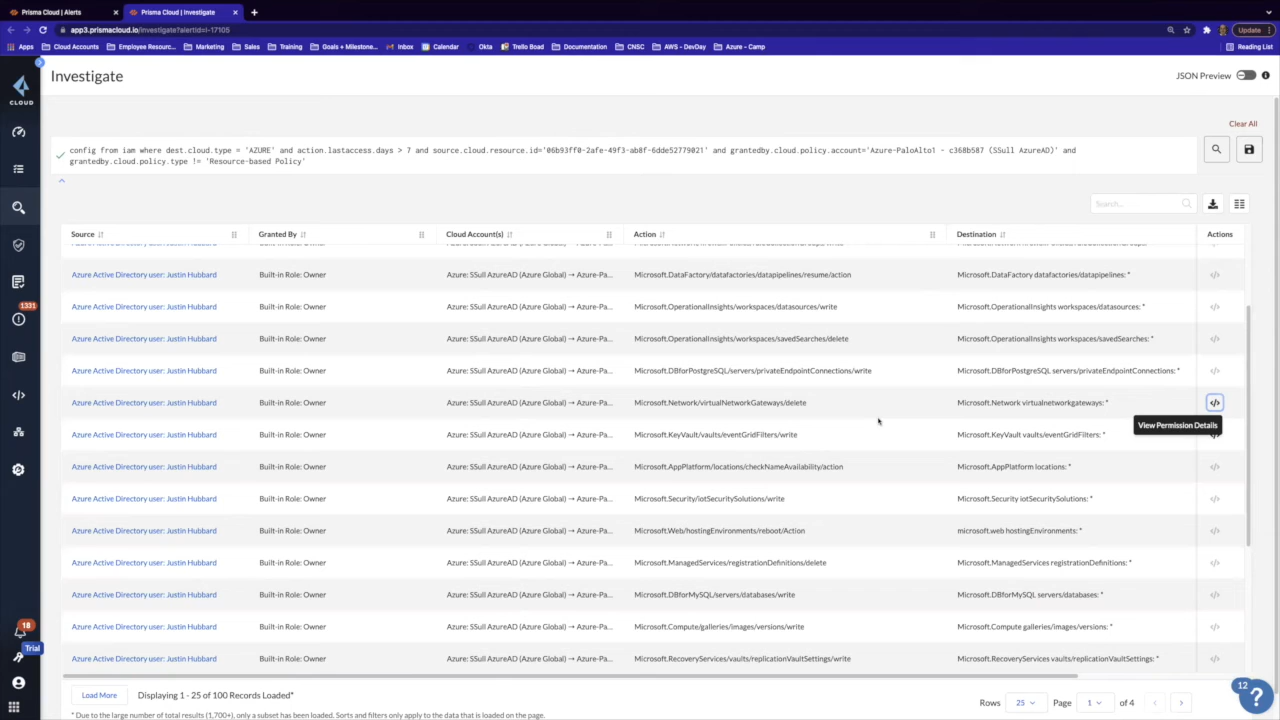 Prisma Cloud | Alerts
Prisma Cloud | Investigate
app3.prismacloud.io/investigate?alertId=I-17105
Update
Apps Cloud Accounts Employee Resourc... Marketing Sales Training Goals + Mileston... Inbox Calendar Okta Trello Boad Documentation CNSC AWS - DevDay Azure - Camp Reading List
CLOUD
Investigate
JSON Preview
Clear All
config from iam where dest.cloud.type = 'AZURE' and action.lastaccess.days > 7 and source.cloud.resource.id='06b93ff0-2afe-49f3-ab8f-6dde52779021' and grantedby.cloud.policy.account='Azure-PaloAlto1 - c368b587 (SSull AzureAD)' and
grantedby.cloud.policy.type != 'Resource-based Policy'
Search...
Source Granted By Cloud Account(s) Action Destination Actions
Azure Active Directory user: Justin Hubbard Built-in Role: Owner
Azure Active Directory user: Justin Hubbard Built-in Role: Owner Azure: SSull AzureAD (Azure Global) → Azure-Pa... Microsoft.DataFactory/datafactories/datapipelines/resume/action Microsoft.DataFactory datafactories/datapipelines: *
Azure Active Directory user: Justin Hubbard Built-in Role: Owner Azure: SSull AzureAD (Azure Global) → Azure-Pa... Microsoft.OperationalInsights/workspaces/datasources/write Microsoft.OperationalInsights workspaces/datasources: *
Azure Active Directory user: Justin Hubbard Built-in Role: Owner Azure: SSull AzureAD (Azure Global) → Azure-Pa... Microsoft.OperationalInsights/workspaces/savedSearches/delete Microsoft.OperationalInsights workspaces/savedSearches: *
Azure Active Directory user: Justin Hubbard Built-in Role: Owner Azure: SSull AzureAD (Azure Global) → Azure-Pa... Microsoft.DBforPostgreSQL/servers/privateEndpointConnections/write Microsoft.DBforPostgreSQL servers/privateEndpointConnections: *
Azure Active Directory user: Justin Hubbard Built-in Role: Owner Azure: SSull AzureAD (Azure Global) → Azure-Pa... Microsoft.Network/virtualNetworkGateways/delete Microsoft.Network virtualnetworkgateways: *
View Permission Details
Azure Active Directory user: Justin Hubbard Built-in Role: Owner Azure: SSull AzureAD (Azure Global) → Azure-Pa... Microsoft.KeyVault/vaults/eventGridFilters/write Microsoft.KeyVault vaults/eventGridFilters: *
Azure Active Directory user: Justin Hubbard Built-in Role: Owner Azure: SSull AzureAD (Azure Global) → Azure-Pa... Microsoft.AppPlatform/locations/checkNameAvailability/action Microsoft.AppPlatform locations: *
Azure Active Directory user: Justin Hubbard Built-in Role: Owner Azure: SSull AzureAD (Azure Global) → Azure-Pa... Microsoft.Security/iotSecuritySolutions/write Microsoft.Security iotSecuritySolutions: *
Azure Active Directory user: Justin Hubbard Built-in Role: Owner Azure: SSull AzureAD (Azure Global) → Azure-Pa... Microsoft.Web/hostingEnvironments/reboot/Action microsoft.web hostingEnvironments: *
Azure Active Directory user: Justin Hubbard Built-in Role: Owner Azure: SSull AzureAD (Azure Global) → Azure-Pa... Microsoft.ManagedServices/registrationDefinitions/delete Microsoft.ManagedServices registrationDefinitions: *
Azure Active Directory user: Justin Hubbard Built-in Role: Owner Azure: SSull AzureAD (Azure Global) → Azure-Pa... Microsoft.DBforMySQL/servers/databases/write Microsoft.DBforMySQL servers/databases: *
Azure Active Directory user: Justin Hubbard Built-in Role: Owner Azure: SSull AzureAD (Azure Global) → Azure-Pa... Microsoft.Compute/galleries/images/versions/write Microsoft.Compute galleries/images/versions: *
Azure Active Directory user: Justin Hubbard Built-in Role: Owner Azure: SSull AzureAD (Azure Global) → Azure-Pa... Microsoft.RecoveryServices/vaults/replicationVaultSettings/write Microsoft.RecoveryServices vaults/replicationVaultSettings: *
1331
18
Trial
Load More Displaying 1 - 25 of 100 Records Loaded* Rows 25 Page 1 of 4
12
?
* Due to the large number of total results (1,700+), only a subset has been loaded. Sorts and filters only apply to the data that is loaded on the page.